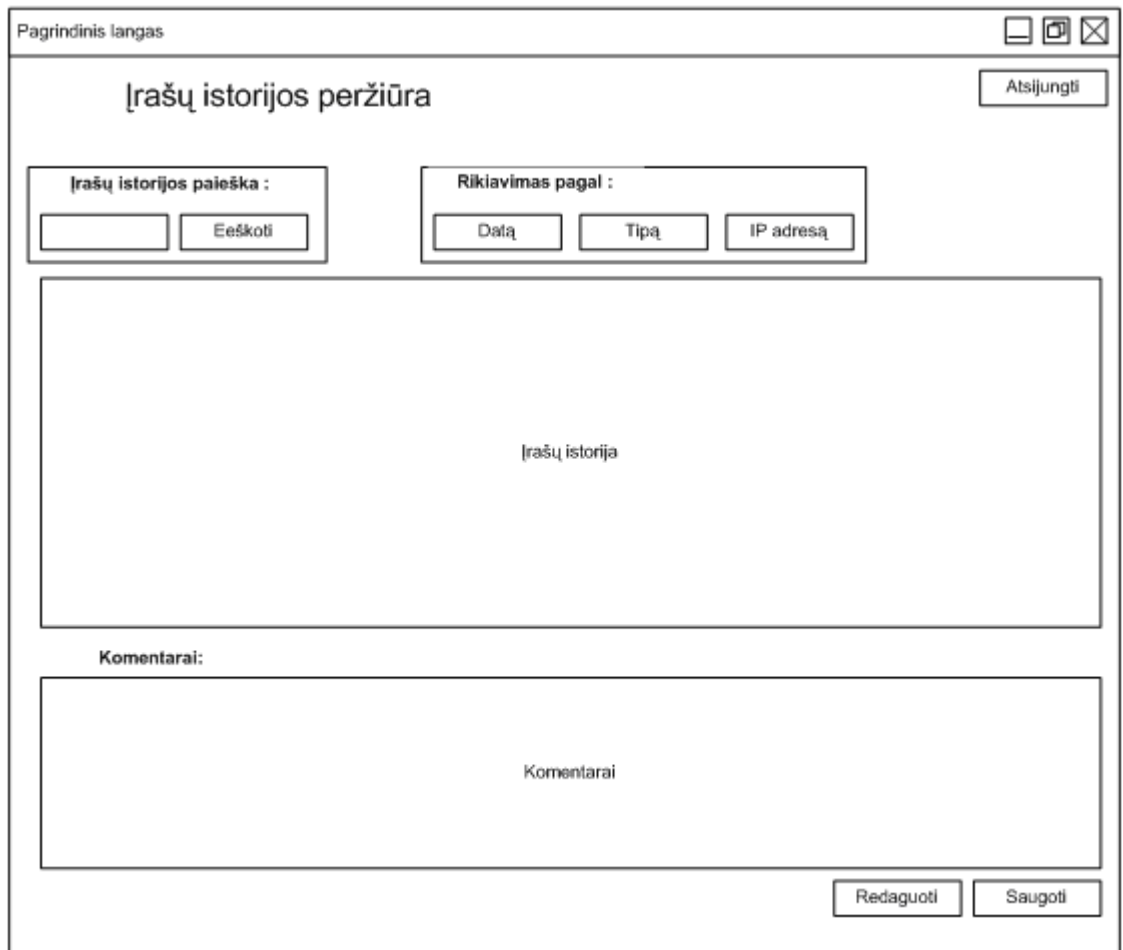 Pagrindinis langas
Įrašų istorijos peržiūra
Atsijungti
Įrašų istorijos paieška :
Eeškoti
Rikiavimas pagal :
Datą
Tipą
IP adresą
Įrašų istorija
Komentarai:
Komentarai
Redaguoti
Saugoti